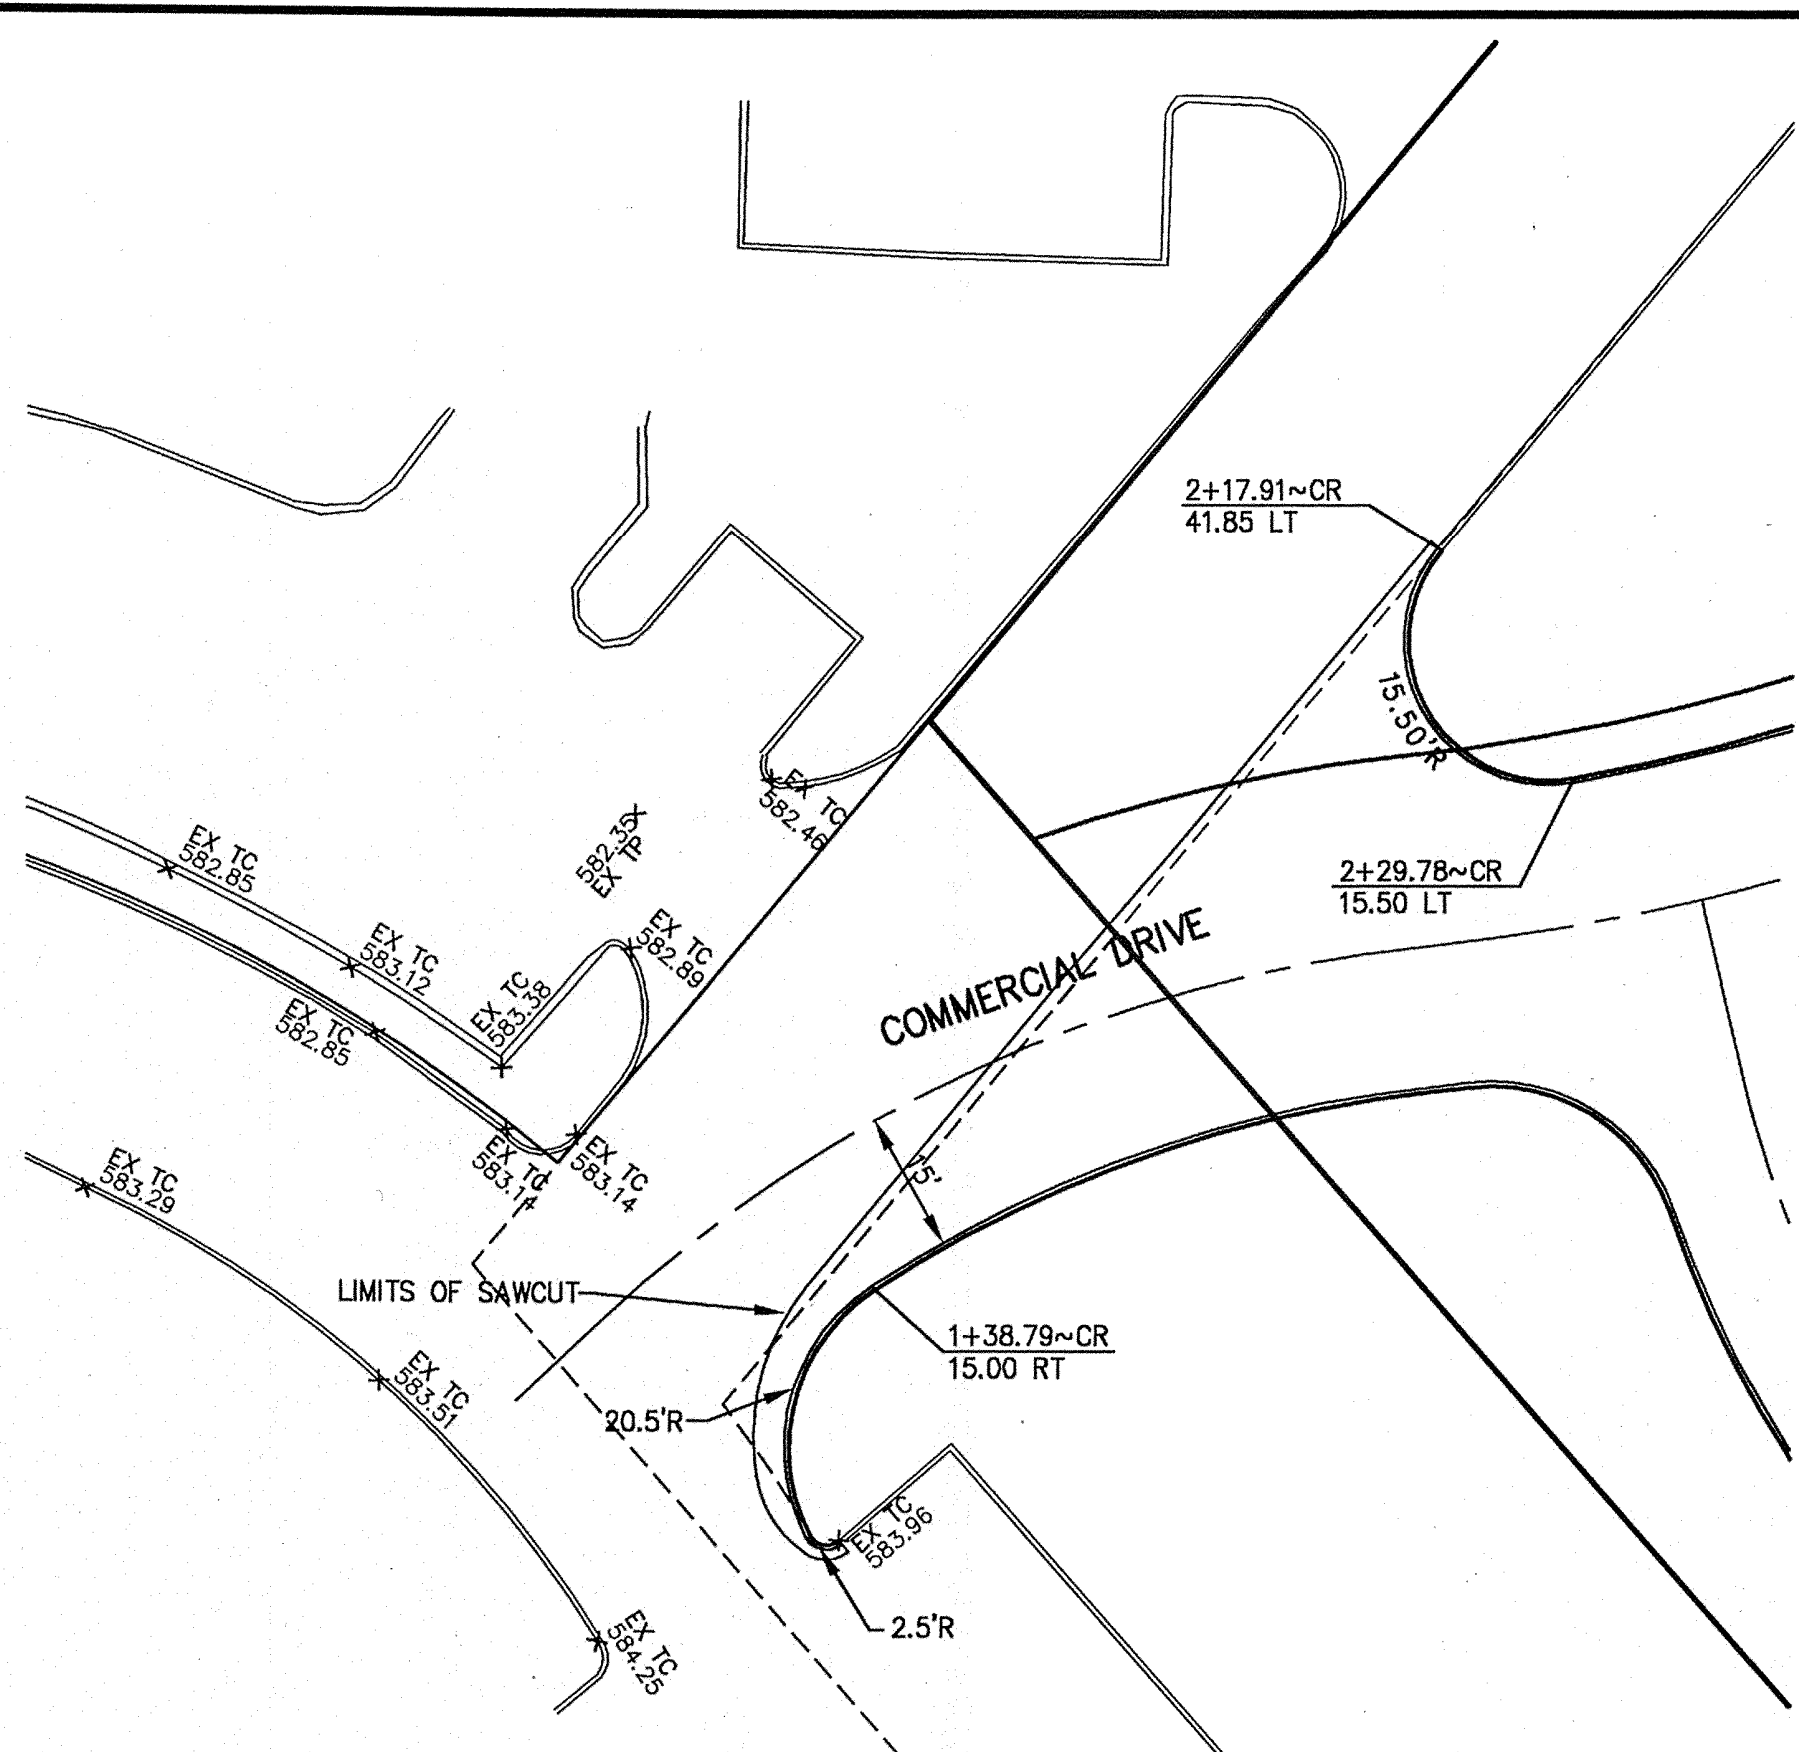 2+17.91~CR
41.85 LT
15.50'R
EX TC
582.46
582.35X
EX TP
EX TC
582.85
2+29.78~CR
15.50 LT
EX TC
582.89
COMMERCIAL DRIVE
EX TC
583.12
EX TC
583.38
EX TC
582.85
EX TC
583.14
EX TC
583.14
EX TC
583.29
15'
LIMITS OF SAWCUT
1+38.79~CR
15.00 RT
EX TC
583.51
20.5'R
EX TC
583.96
2.5'R
EX TC
584.25